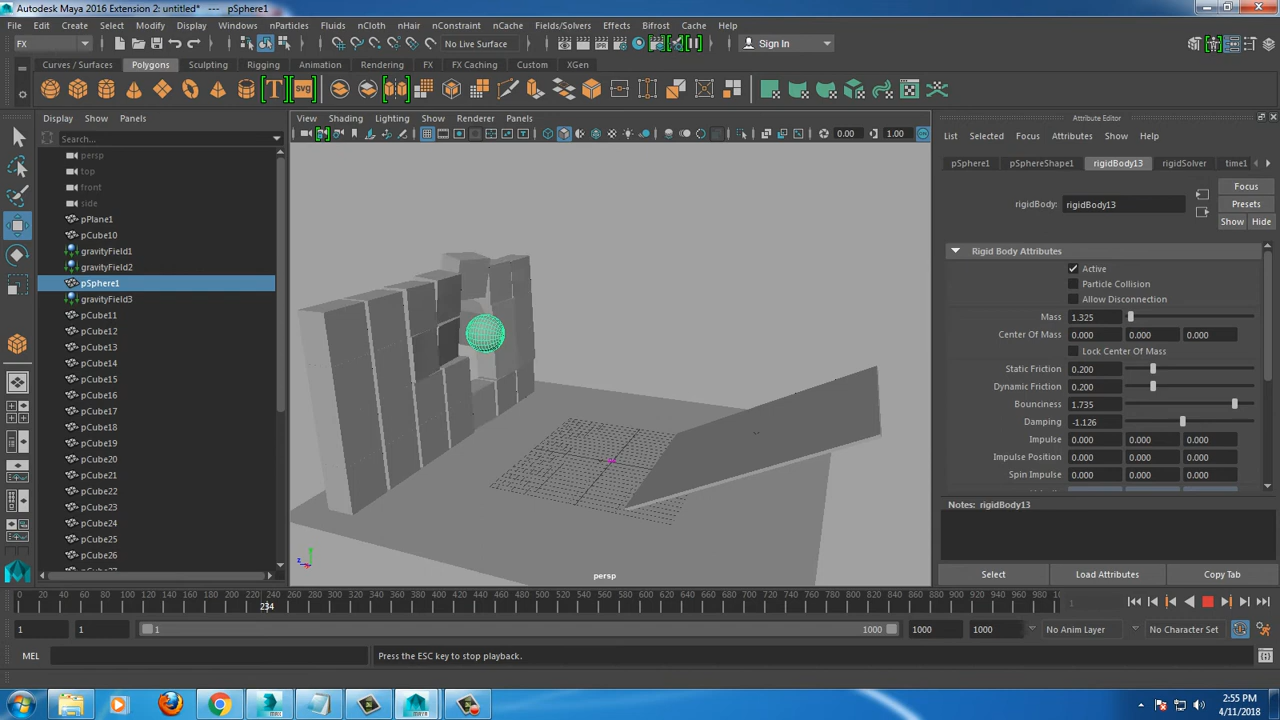 Autodesk Maya 2016 Extension 2: untitled* --- pSphere1
File Edit Create Select Modify Display Windows nParticles Fluids nCloth nHair nConstraint nCache Fields/Solvers Effects Bifrost Cache Help
FX No Live Surface Sign In
Curves / Surfaces Polygons Sculpting Rigging Animation Rendering FX FX Caching Custom XGen
T svg
Display Show Panels
Search...
persp
top
front
side
pPlane1
pCube10
gravityField1
gravityField2
pSphere1
gravityField3
pCube11
pCube12
pCube13
pCube14
pCube15
pCube16
pCube17
pCube18
pCube19
pCube20
pCube21
pCube22
pCube23
pCube24
pCube25
pCube26
View Shading Lighting Show Renderer Panels
0.00 1.00
persp
Attribute Editor
List Selected Focus Attributes Show Help
pSphere1 pSphereShape1 rigidBody13 rigidSolver time1
rigidBody: rigidBody13
Focus
Presets
Show Hide
Rigid Body Attributes
Active
Particle Collision
Allow Disconnection
Mass 1.325
Center Of Mass 0.000 0.000 0.000
Lock Center Of Mass
Static Friction 0.200
Dynamic Friction 0.200
Bounciness 1.735
Damping -1.126
Impulse 0.000 0.000 0.000
Impulse Position 0.000 0.000 0.000
Spin Impulse 0.000 0.000 0.000
Notes: rigidBody13
Select Load Attributes Copy Tab
0 20 40 60 80 100 120 140 160 180 200 220 240 260 280 300 320 340 360 380 400 420 440 460 480 500 520 540 560 580 600 620 640 660 680 700 720 740 760 780 800 820 840 860 880 900 920 940 960 980 1000 1020 10
234
1
1 1 1 1000 1000 1000 No Anim Layer No Character Set
MEL Press the ESC key to stop playback.
2:55 PM
4/11/2018